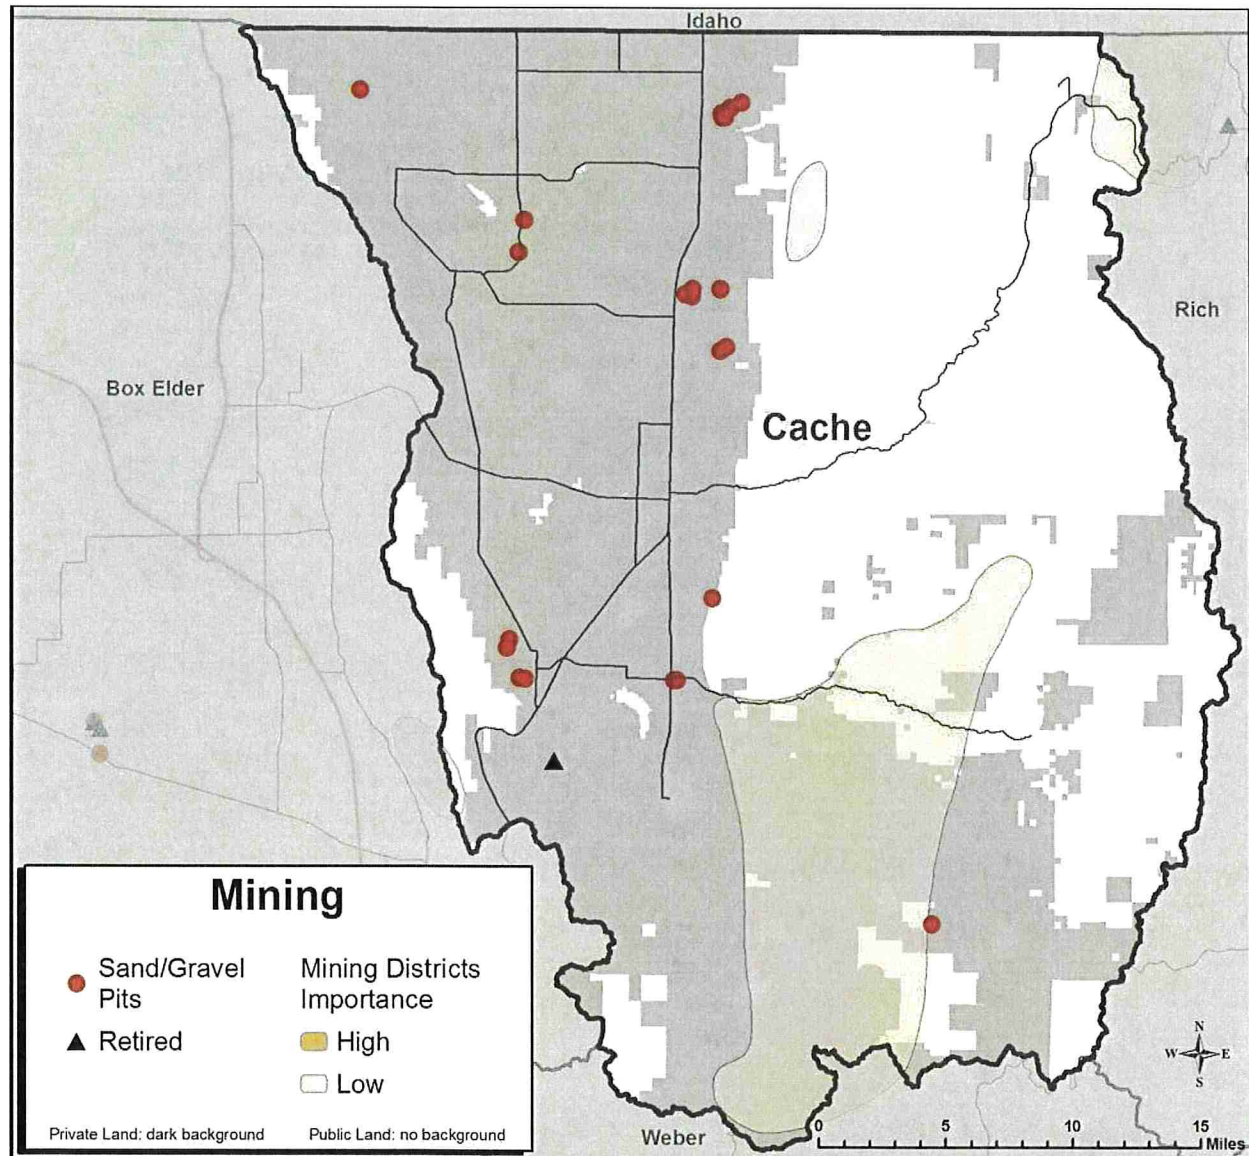 Idaho
Rich
Box Elder
Cache
Mining
Sand/Gravel
Pits
Retired
Mining Districts
Importance
High
Low
Private Land: dark background
Public Land: no background
Weber
N
W
E
S
0
5
10
15
Miles